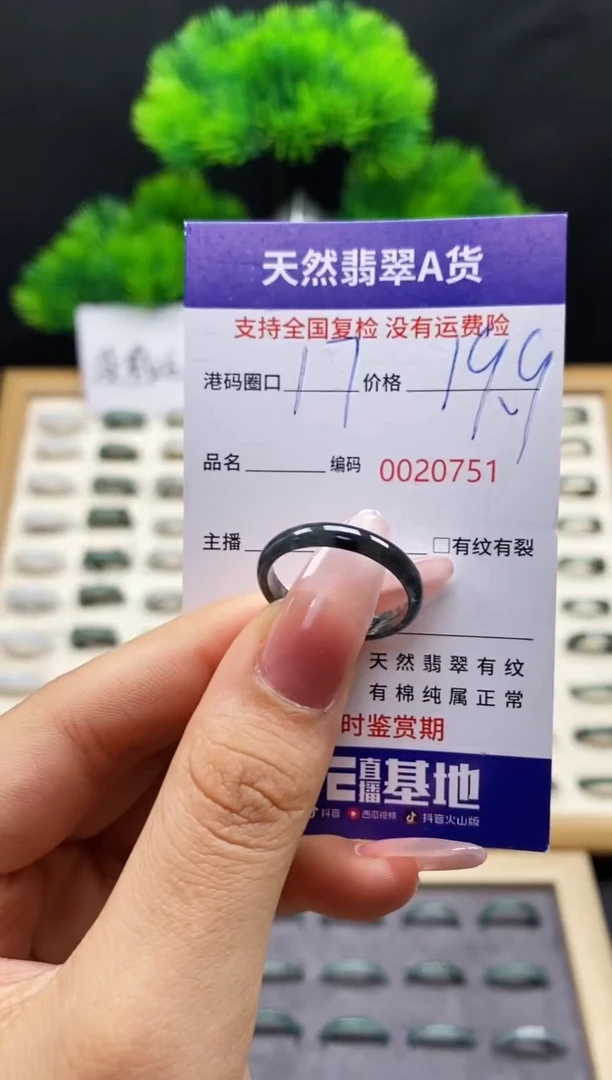 天然翡翠A货
支持全国复检 没有运费险
港码圈口 17 价格 199
品名 编码 0020751
主播 □有纹有裂
天然翡翠有纹
有棉纯属正常
时鉴赏期
直播基地
抖音 西瓜视频 抖音火山版